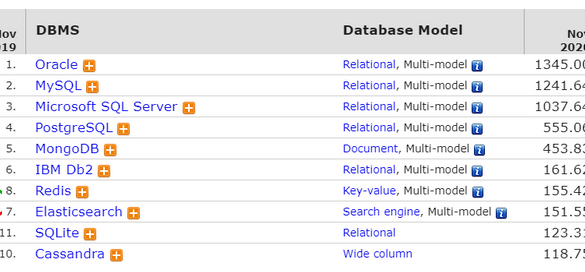 Nov DBMS Database Model Nov
2019 2020
1. Oracle Relational, Multi-model 1345.00
2. MySQL Relational, Multi-model 1241.64
3. Microsoft SQL Server Relational, Multi-model 1037.64
4. PostgreSQL Relational, Multi-model 555.06
5. MongoDB Document, Multi-model 453.83
6. IBM Db2 Relational, Multi-model 161.62
8. Redis Key-value, Multi-model 155.42
7. Elasticsearch Search engine, Multi-model 151.55
11. SQLite Relational 123.31
10. Cassandra Wide column 118.75